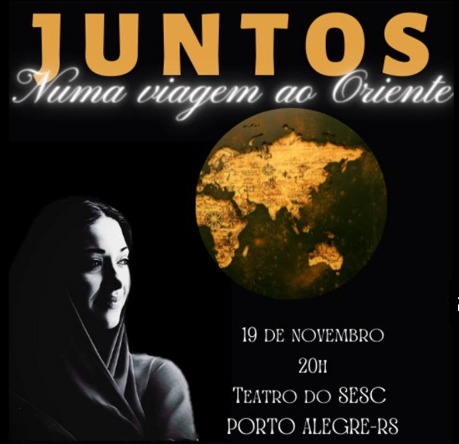 JUNTOS
Numa viagem ao Oriente
19 DE NOVEMBRO
20H
TEATRO DO SESC
PORTO ALEGRE-RS